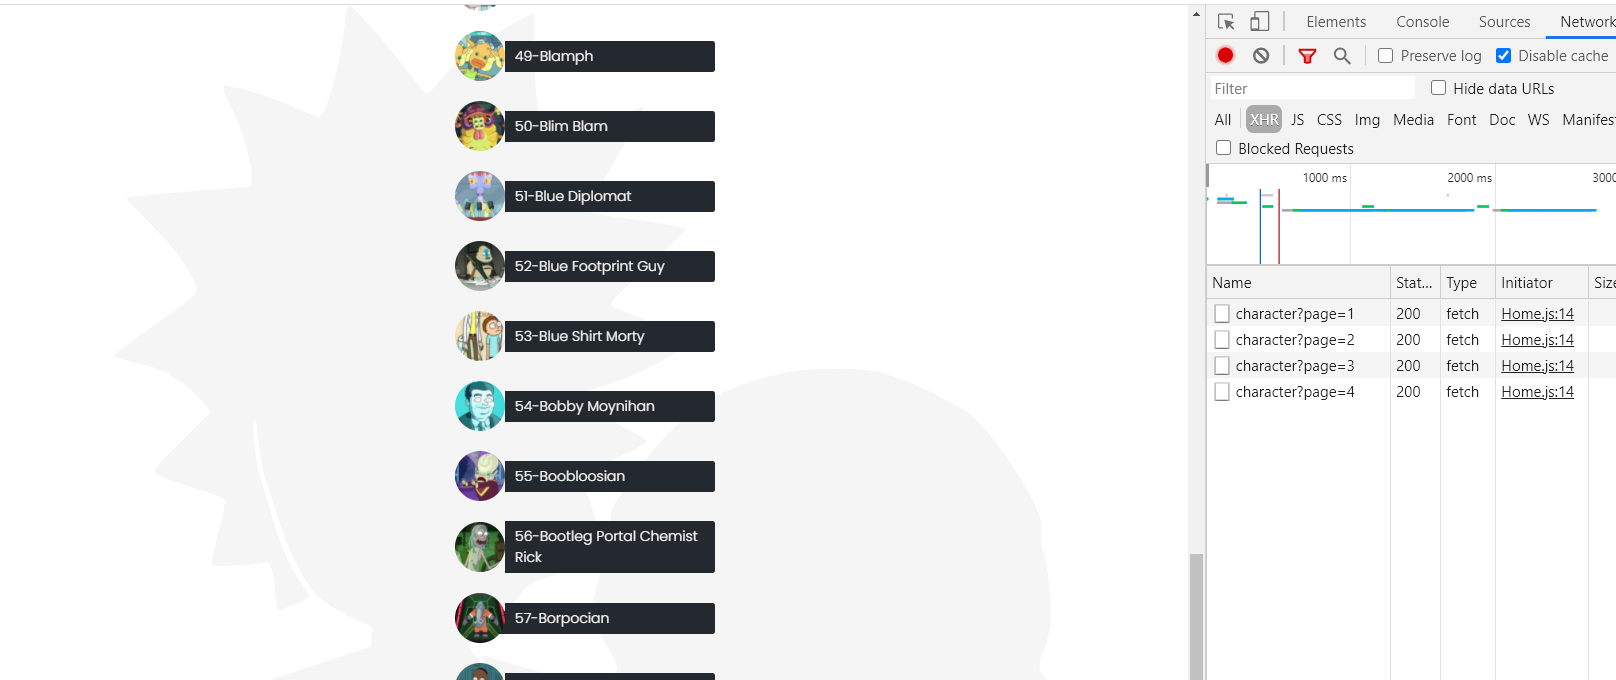 49-Blamph
50-Blim Blam
51-Blue Diplomat
52-Blue Footprint Guy
53-Blue Shirt Morty
54-Bobby Moynihan
55-Boobloosian
56-Bootleg Portal Chemist
Rick
57-Borpocian
Elements Console Sources Network
Preserve log Disable cache
Filter Hide data URLs
All XHR JS CSS Img Media Font Doc WS Manifest
Blocked Requests
1000 ms 2000 ms 3000
Name Stat... Type Initiator Size
character?page=1 200 fetch Home.js:14
character?page=2 200 fetch Home.js:14
character?page=3 200 fetch Home.js:14
character?page=4 200 fetch Home.js:14